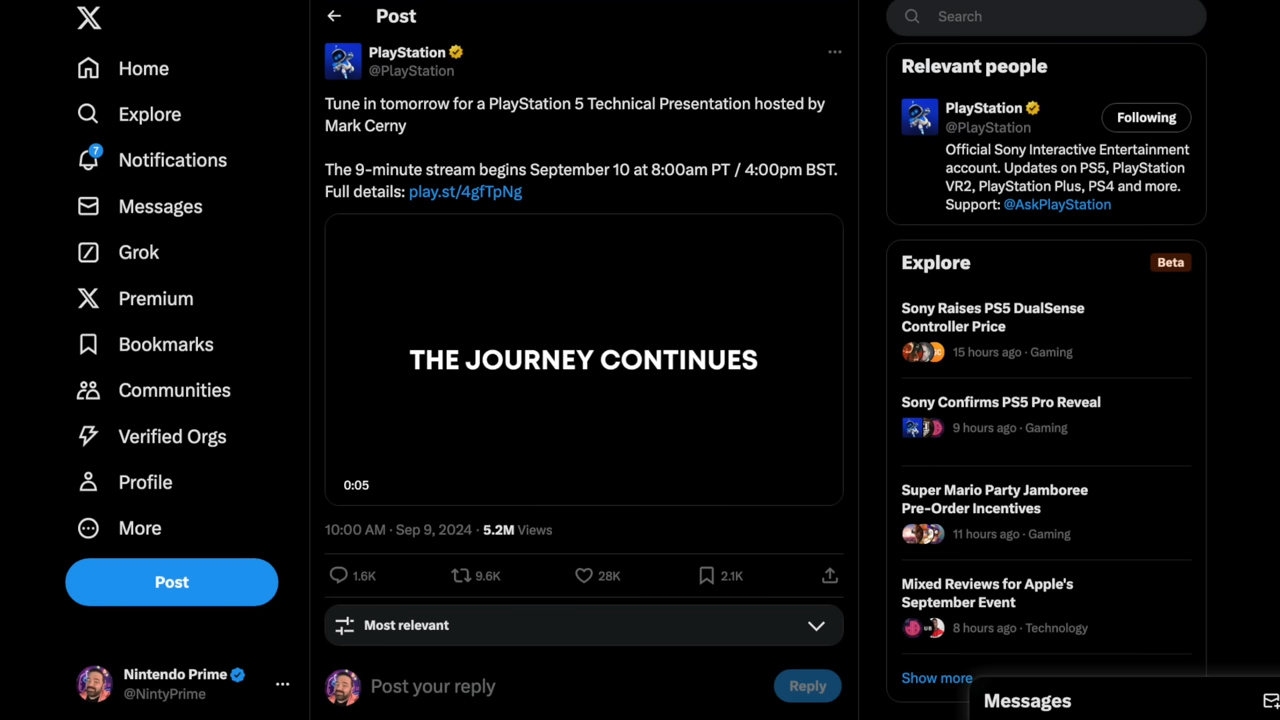 Home
Explore
7
Notifications
Messages
Grok
Premium
Bookmarks
Communities
Verified Orgs
Profile
More
Post
Nintendo Prime
@NintyPrime
Post
PlayStation
@PlayStation
Tune in tomorrow for a PlayStation 5 Technical Presentation hosted by
Mark Cerny
The 9-minute stream begins September 10 at 8:00am PT / 4:00pm BST.
Full details: play.st/4gfTpNg
THE JOURNEY CONTINUES
0:05
10:00 AM · Sep 9, 2024 · 5.2M Views
1.6K 9.6K 28K 2.1K
Most relevant
Post your reply
Reply
Search
Relevant people
PlayStation
@PlayStation
Following
Official Sony Interactive Entertainment
account. Updates on PS5, PlayStation
VR2, PlayStation Plus, PS4 and more.
Support: @AskPlayStation
Explore
Beta
Sony Raises PS5 DualSense
Controller Price
15 hours ago · Gaming
Sony Confirms PS5 Pro Reveal
9 hours ago · Gaming
Super Mario Party Jamboree
Pre-Order Incentives
11 hours ago · Gaming
Mixed Reviews for Apple's
September Event
8 hours ago · Technology
Show more
Messages